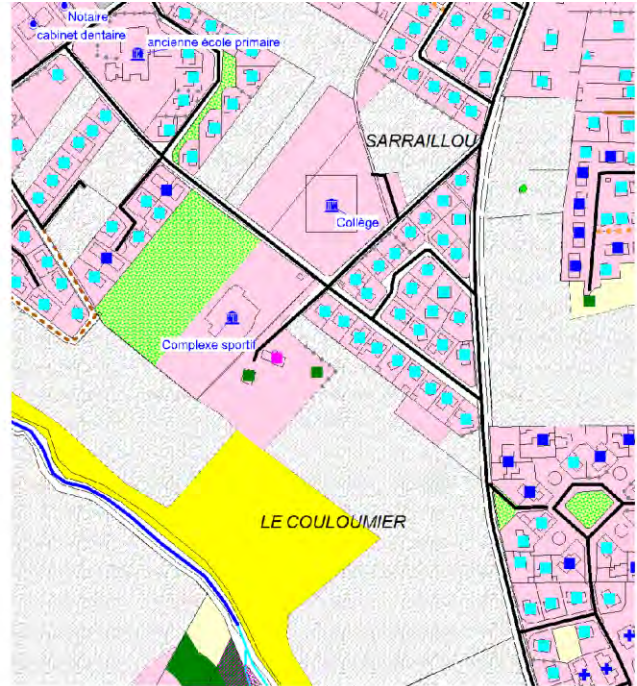 Notaire
cabinet dentaire
ancienne école primaire
SARRAILLOU
Collège
Complexe sportif
LE COULOUMIER